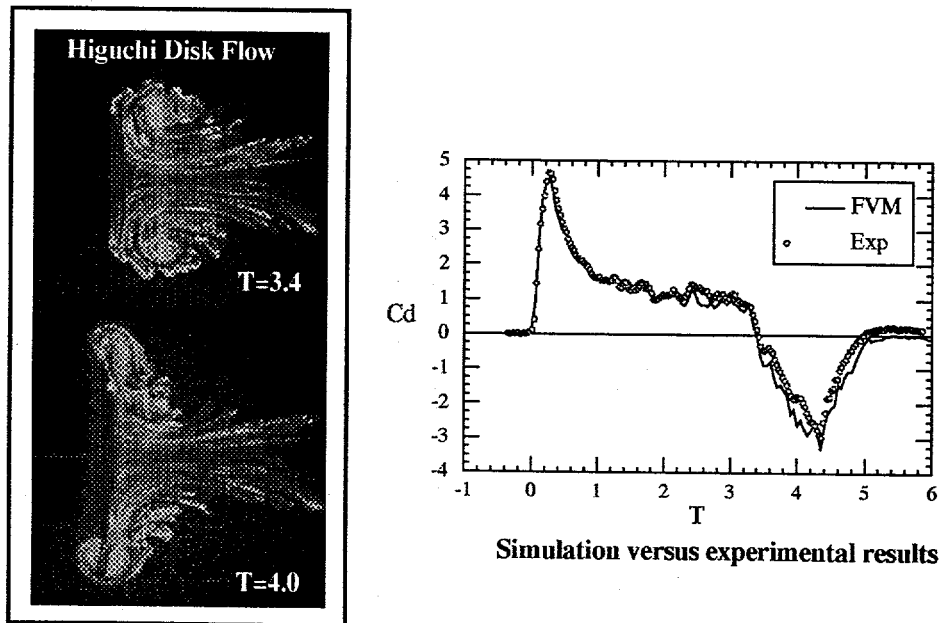 Higuchi Disk Flow
T=3.4
T=4.0
5
4
3
2
1
0
-1
-2
-3
-4
Cd
FVM
Exp
-1 0 1 2 3 4 5 6
T
Simulation versus experimental results